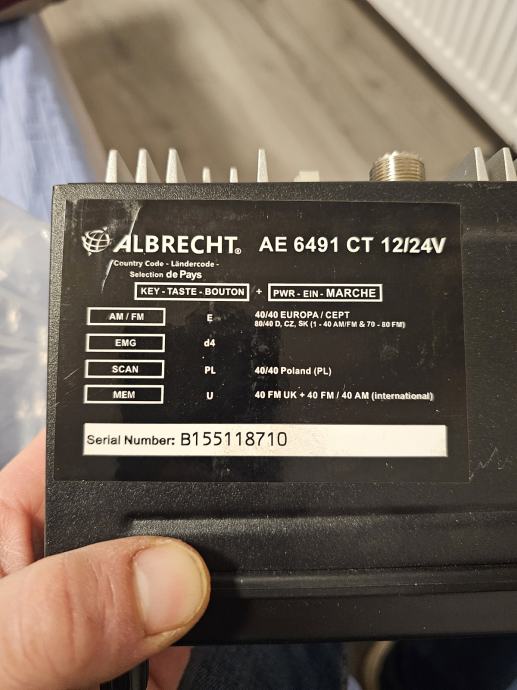 ALBRECHT® AE 6491 CT 12/24V
Country Code - Ländercode -
Selection de Pays
KEY - TASTE - BOUTON + PWR - EIN - MARCHE
AM / FM E 40/40 EUROPA / CEPT
80/40 D, CZ, SK (1 - 40 AM/FM & 70 - 80 FM)
EMG d4
SCAN PL 40/40 Poland (PL)
MEM U 40 FM UK + 40 FM / 40 AM (international)
Serial Number: B155118710